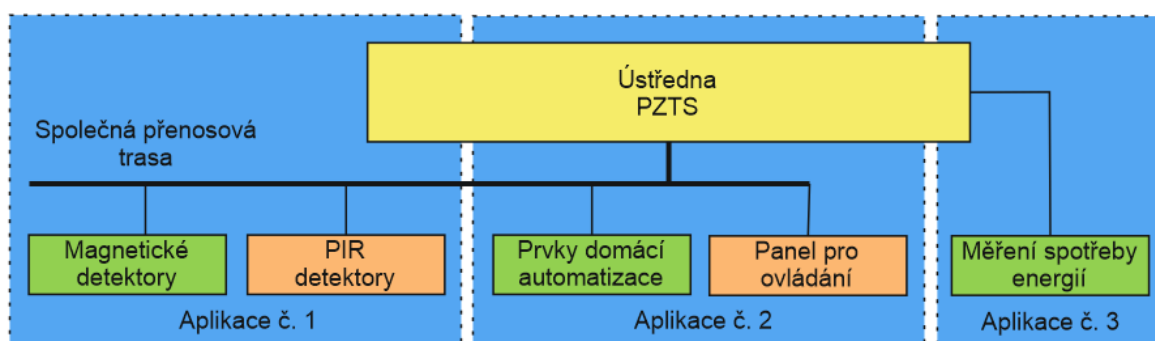 Ústředna
PZTS
Společná přenosová
trasa
Magnetické
detektory
PIR
detektory
Prvky domácí
automatizace
Panel pro
ovládání
Měření spotřeby
energií
Aplikace č. 1
Aplikace č. 2
Aplikace č. 3